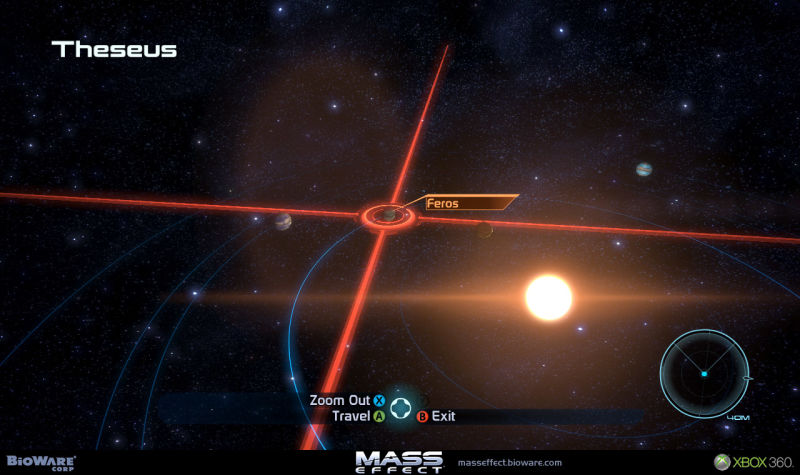 Theseus
Feros
Zoom Out X
Travel A B Exit
40M
BIOWARE CORP
MASS EFFECT
masseffect.bioware.com
XBOX 360